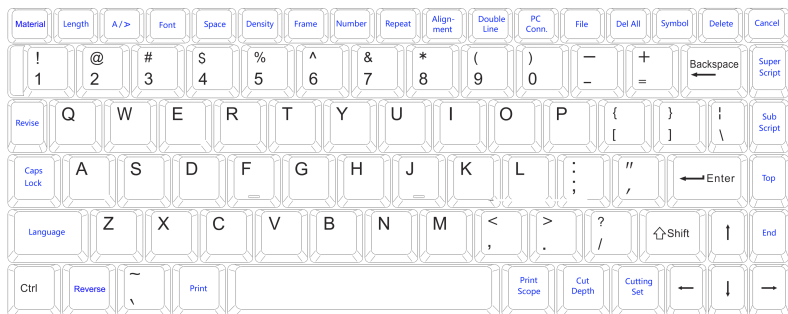 Material Length A / A Font Space Density Frame Number Repeat Align- Double PC File Del All Symbol Delete Cancel
ment Line Conn.
! @ # $ % ^ & * ( ) — + Backspace Super
1 2 3 4 5 6 7 8 9 0 - = Script
Revise Q W E R T Y U I O P { } ¦ Sub
[ ] \ Script
Caps A S D F G H J K L : " Enter Top
Lock ; ,
Language Z X C V B N M < > ? Shift End
, . /
Ctrl Reverse ~ Print Print Cut Cutting
、 Scope Depth Set